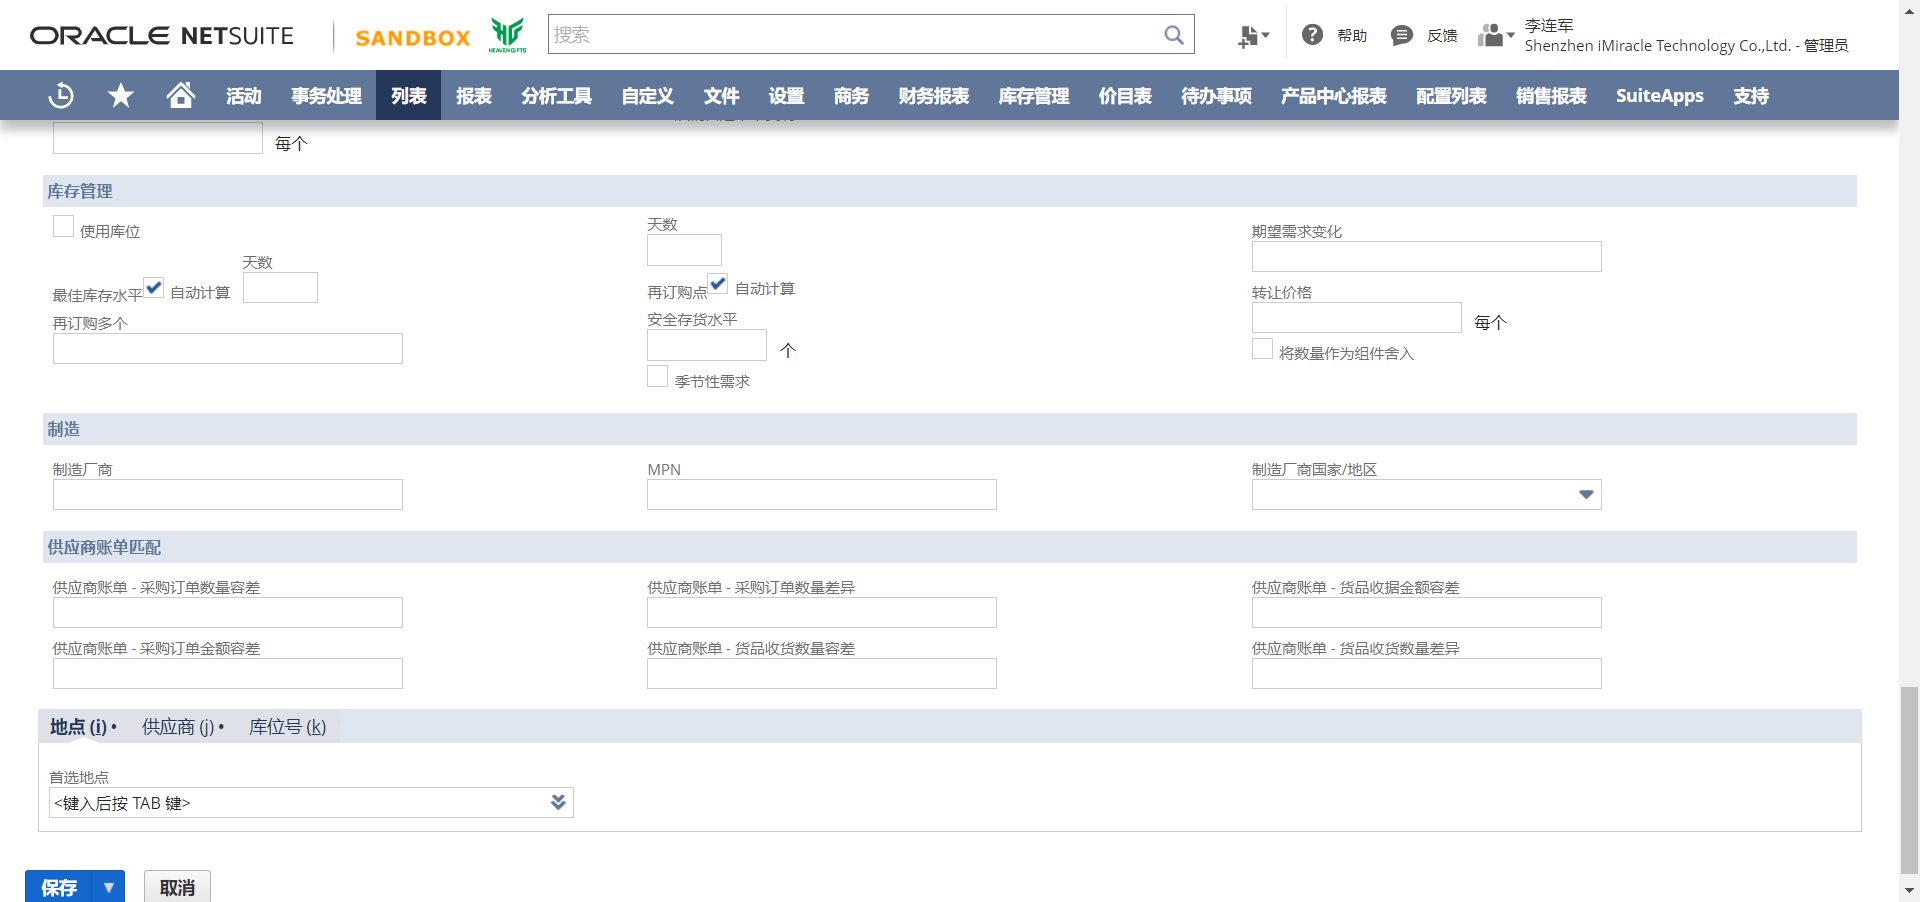 ORACLE NETSUITE
SANDBOX
HEAVEN GIFTS
搜索
帮助
反馈
李连军
Shenzhen iMiracle Technology Co.,Ltd. - 管理员
活动 事务处理 列表 报表 分析工具 自定义 文件 设置 商务 财务报表 库存管理 价目表 待办事项 产品中心报表 配置列表 销售报表 SuiteApps 支持
每个
库存管理
使用库位
天数
最佳库存水平 自动计算
再订购多个
天数
再订购点 自动计算
安全存货水平
个
季节性需求
期望需求变化
转让价格
每个
将数量作为组件舍入
制造
制造厂商
MPN
制造厂商国家/地区
供应商账单匹配
供应商账单 - 采购订单数量容差
供应商账单 - 采购订单数量差异
供应商账单 - 货品收据金额容差
供应商账单 - 采购订单金额容差
供应商账单 - 货品收货数量容差
供应商账单 - 货品收货数量差异
地点 (i) • 供应商 (j) • 库位号 (k)
首选地点
<键入后按 TAB 键>
保存
取消